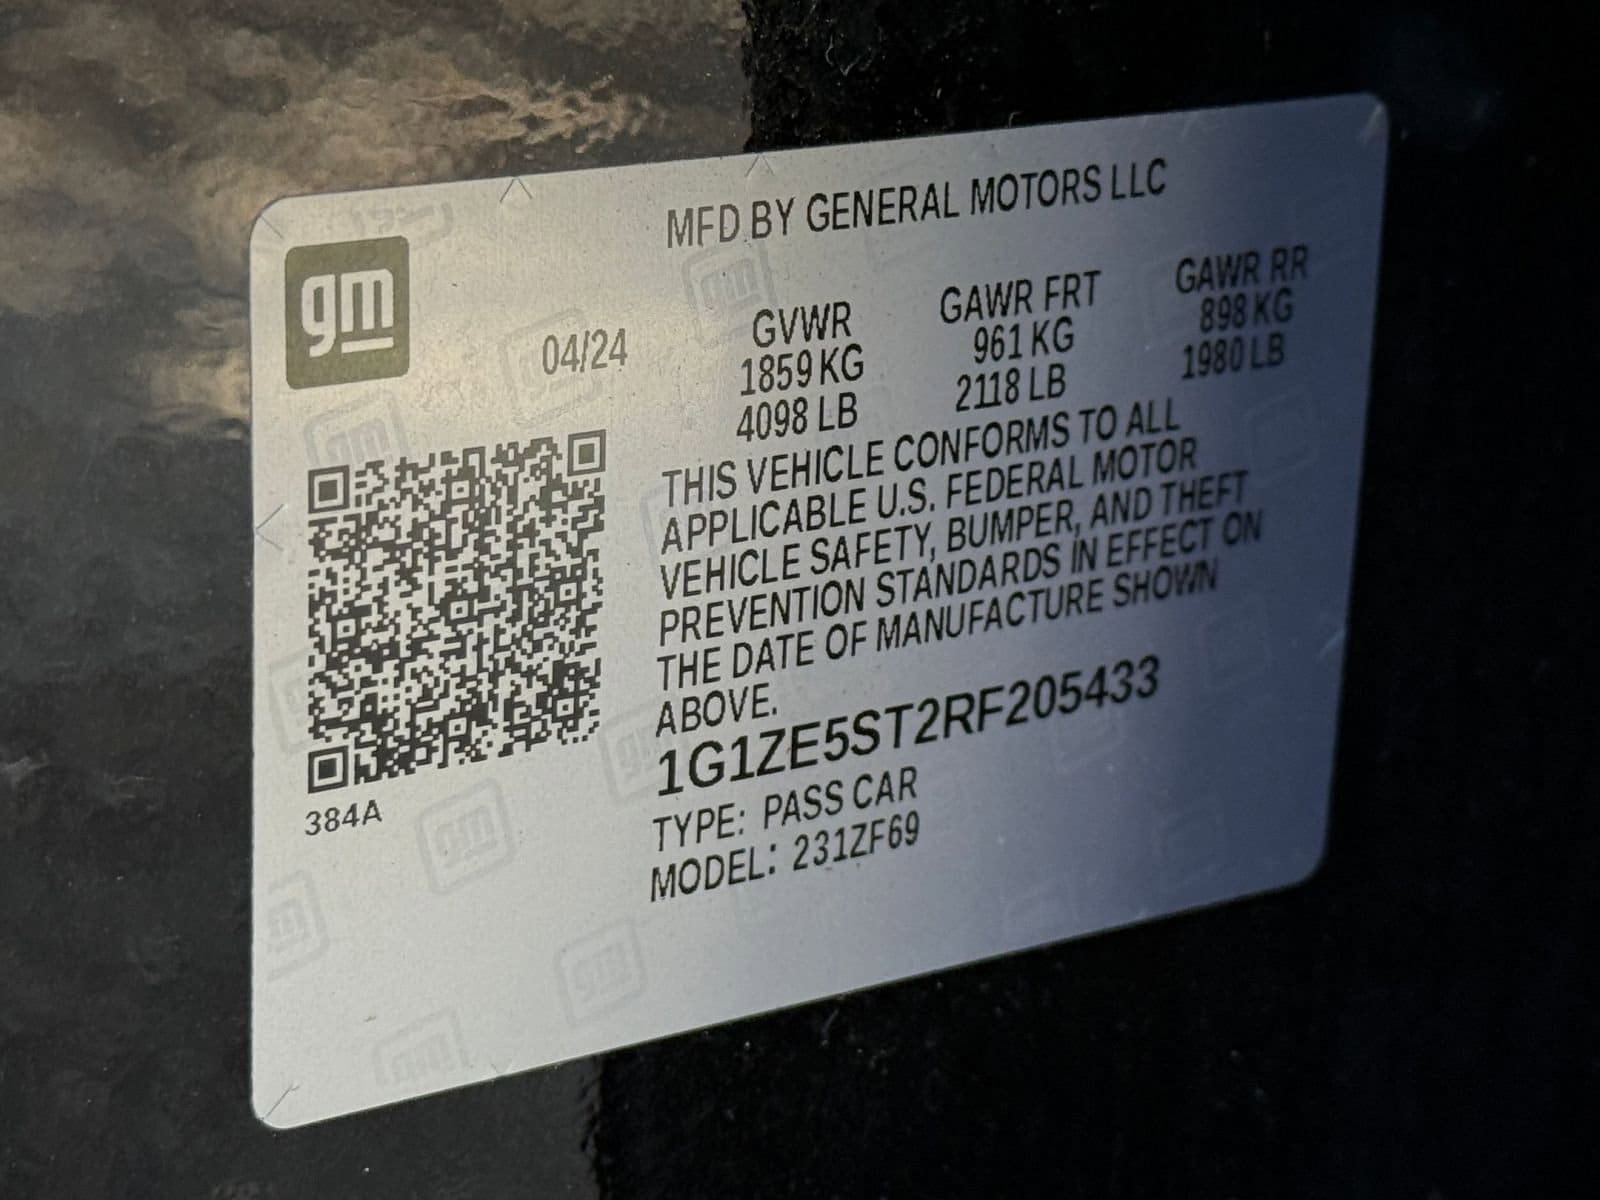 MFD BY GENERAL MOTORS LLC
gm
04/24
GVWR GAWR FRT GAWR RR
1859 KG 961 KG 898 KG
4098 LB 2118 LB 1980 LB
THIS VEHICLE CONFORMS TO ALL
APPLICABLE U.S. FEDERAL MOTOR
VEHICLE SAFETY, BUMPER, AND THEFT
PREVENTION STANDARDS IN EFFECT ON
THE DATE OF MANUFACTURE SHOWN
ABOVE.
1G1ZE5ST2RF205433
TYPE: PASS CAR
MODEL: 231ZF69
384A